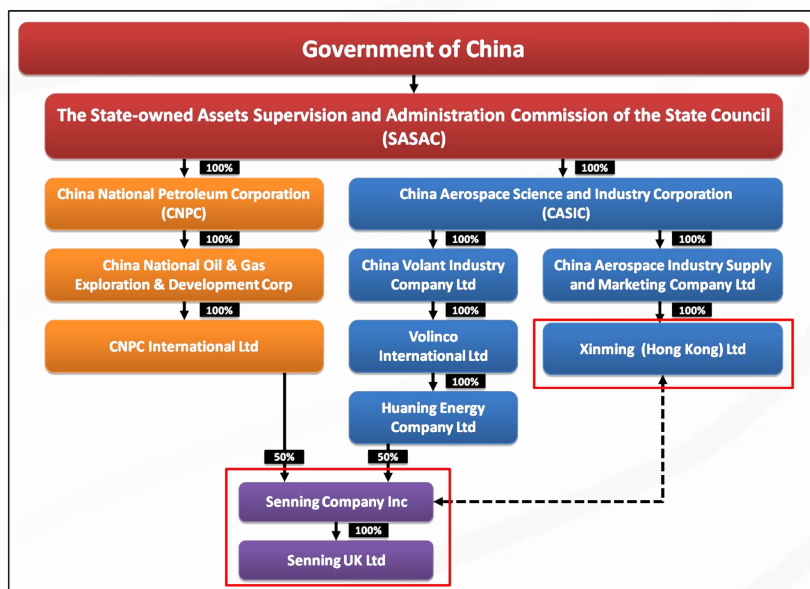 Government of China
The State-owned Assets Supervision and Administration Commission of the State Council
(SASAC)
100%
100%
China National Petroleum Corporation
(CNPC)
China Aerospace Science and Industry Corporation
(CASIC)
100%
100%
100%
China National Oil & Gas
Exploration & Development Corp
China Volant Industry
Company Ltd
China Aerospace Industry Supply
and Marketing Company Ltd
100%
100%
100%
CNPC International Ltd
Volinco
International Ltd
Xinming (Hong Kong) Ltd
100%
Huaning Energy
Company Ltd
50%
50%
Senning Company Inc
100%
Senning UK Ltd